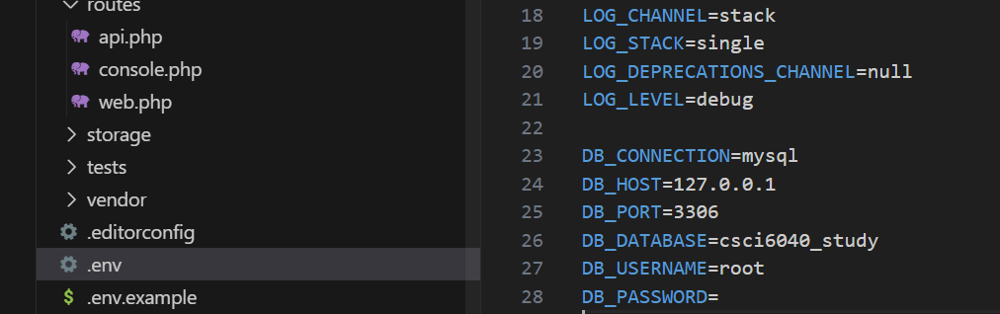 routes
api.php
console.php
web.php
storage
tests
vendor
.editorconfig
.env
.env.example
18 LOG_CHANNEL=stack
19 LOG_STACK=single
20 LOG_DEPRECATIONS_CHANNEL=null
21 LOG_LEVEL=debug
22
23 DB_CONNECTION=mysql
24 DB_HOST=127.0.0.1
25 DB_PORT=3306
26 DB_DATABASE=csci6040_study
27 DB_USERNAME=root
28 DB_PASSWORD=